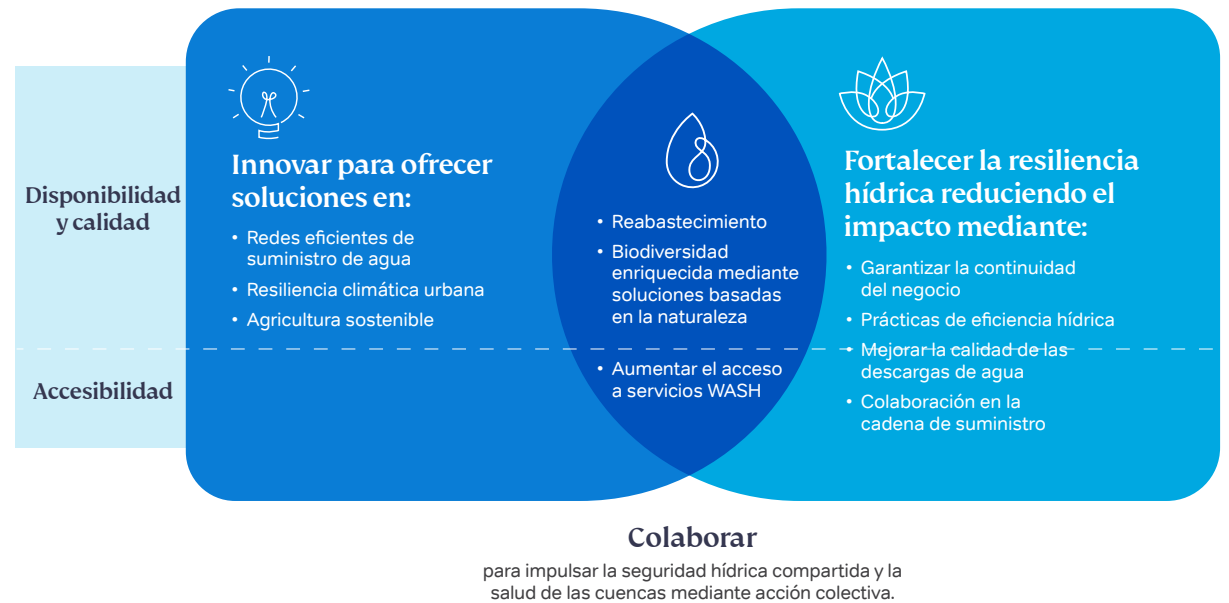 Disponibilidad
y calidad
Accesibilidad
Innovar para ofrecer
soluciones en:
• Redes eficientes de
suministro de agua
• Resiliencia climática urbana
• Agricultura sostenible
• Reabastecimiento
• Biodiversidad
enriquecida mediante
soluciones basadas
en la naturaleza
• Aumentar el acceso
a servicios WASH
Fortalecer la resiliencia
hídrica reduciendo el
impacto mediante:
• Garantizar la continuidad
del negocio
• Prácticas de eficiencia hídrica
• Mejorar la calidad de las
descargas de agua
• Colaboración en la
cadena de suministro
Colaborar
para impulsar la seguridad hídrica compartida y la
salud de las cuencas mediante acción colectiva.